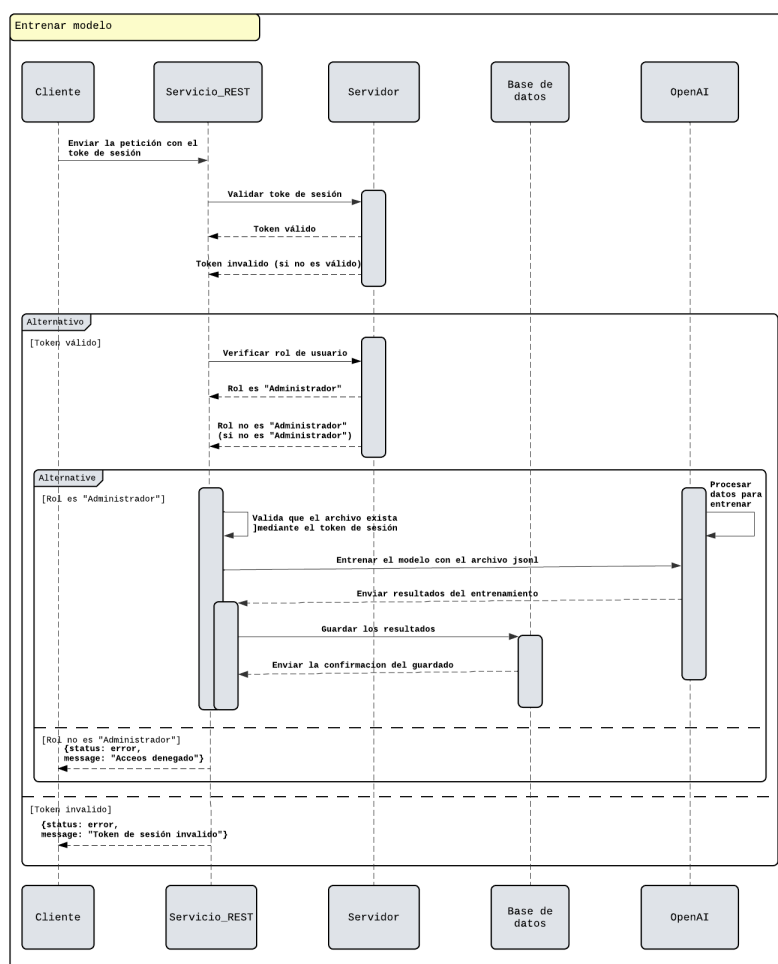 Entrenar modelo
Cliente
Servicio_REST
Servidor
Base de
datos
OpenAI
Enviar la petición con el
toke de sesión
Validar toke de sesión
Token válido
Token invalido (si no es válido)
Alternativo
[Token válido]
Verificar rol de usuario
Rol es "Administrador"
Rol no es "Administrador"
(si no es "Administrador")
Alternative
[Rol es "Administrador"]
Procesar
datos para
entrenar
Valida que el archivo exista
]mediante el token de sesión
Entrenar el modelo con el archivo jsonl
Enviar resultados del entrenamiento
Guardar los resultados
Enviar la confirmacion del guardado
[Rol no es "Administrador"]
{status: error,
message: "Acceos denegado"}
[Token invalido]
{status: error,
message: "Token de sesión invalido"}
Cliente
Servicio_REST
Servidor
Base de
datos
OpenAI